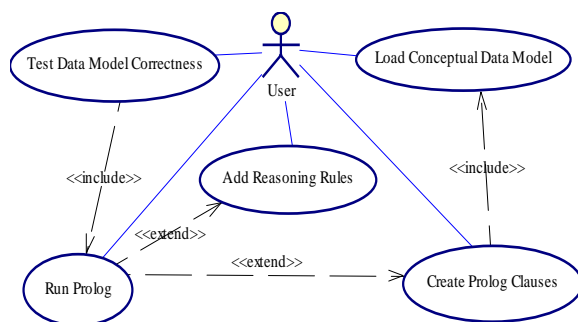 Test Data Model Correctness
Load Conceptual Data Model
User
<<include>>
<<include>>
Add Reasoning Rules
<<extend>>
<<extend>>
Run Prolog
Create Prolog Clauses